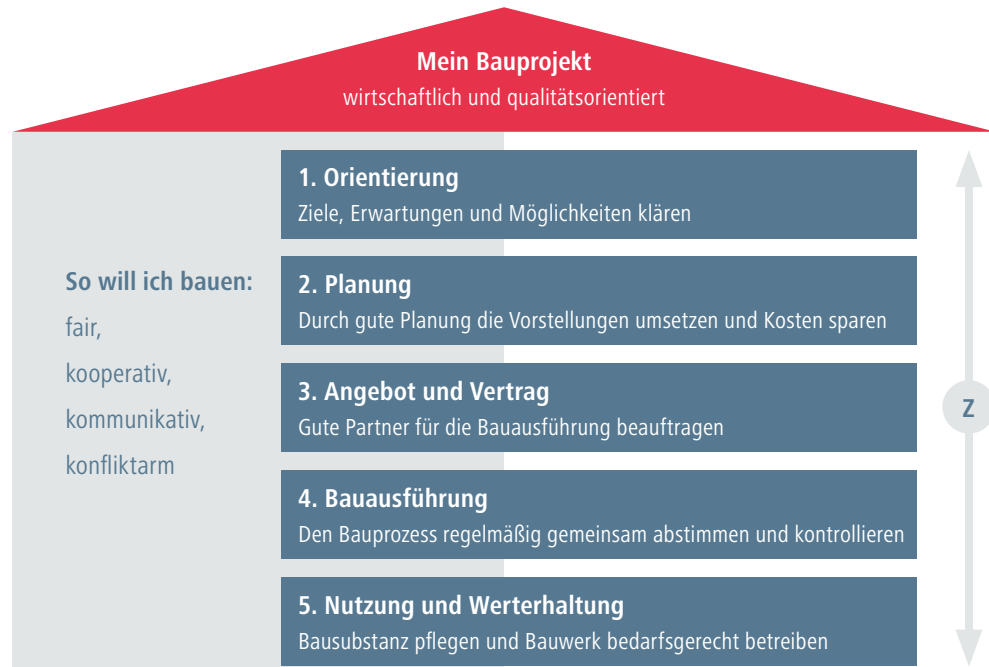 Mein Bauprojekt
wirtschaftlich und qualitätsorientiert
So will ich bauen:
fair,
kooperativ,
kommunikativ,
konfliktarm
1. Orientierung
Ziele, Erwartungen und Möglichkeiten klären
2. Planung
Durch gute Planung die Vorstellungen umsetzen und Kosten sparen
3. Angebot und Vertrag
Gute Partner für die Bauausführung beauftragen
4. Bauausführung
Den Bauprozess regelmäßig gemeinsam abstimmen und kontrollieren
5. Nutzung und Werterhaltung
Bausubstanz pflegen und Bauwerk bedarfsgerecht betreiben
Z